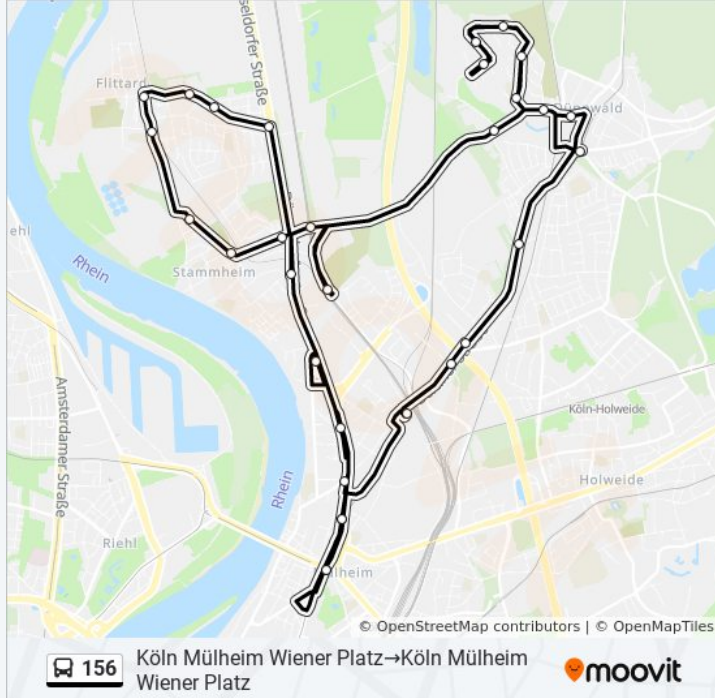 seldorfer Straße
Flittard
Dünnwald
ehl
Rhein
Stammheim
Amsterdamer Straße
Köln-Holweide
Rhein
Holweide
Riehl
Mülheim
© OpenStreetMap contributors | © OpenMapTiles
156
Köln Mülheim Wiener Platz→Köln Mülheim
Wiener Platz
moovit